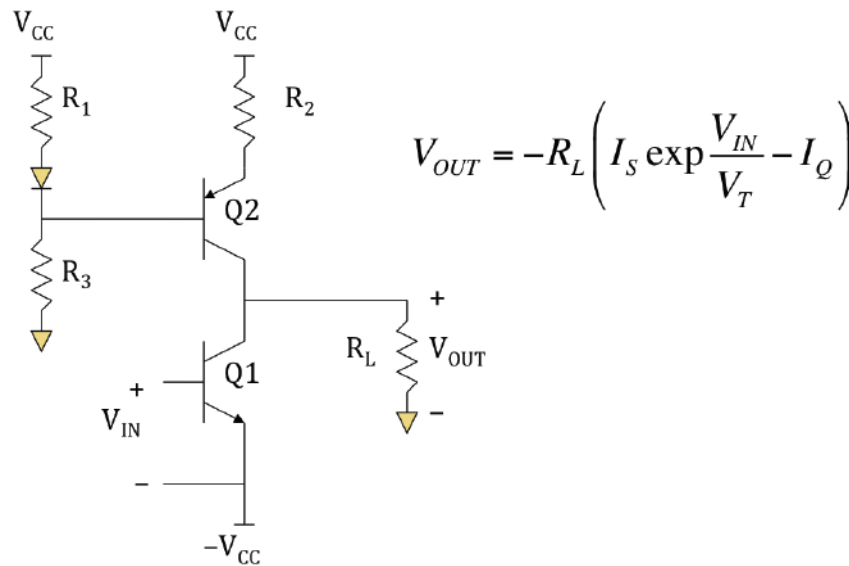 V_CC V_CC
R_1 R_2
V_OUT = -R_L ( I_S exp V_IN / V_T - I_Q )
Q2
R_3
+
Q1 R_L V_OUT
+
V_IN
-
-
-V_CC